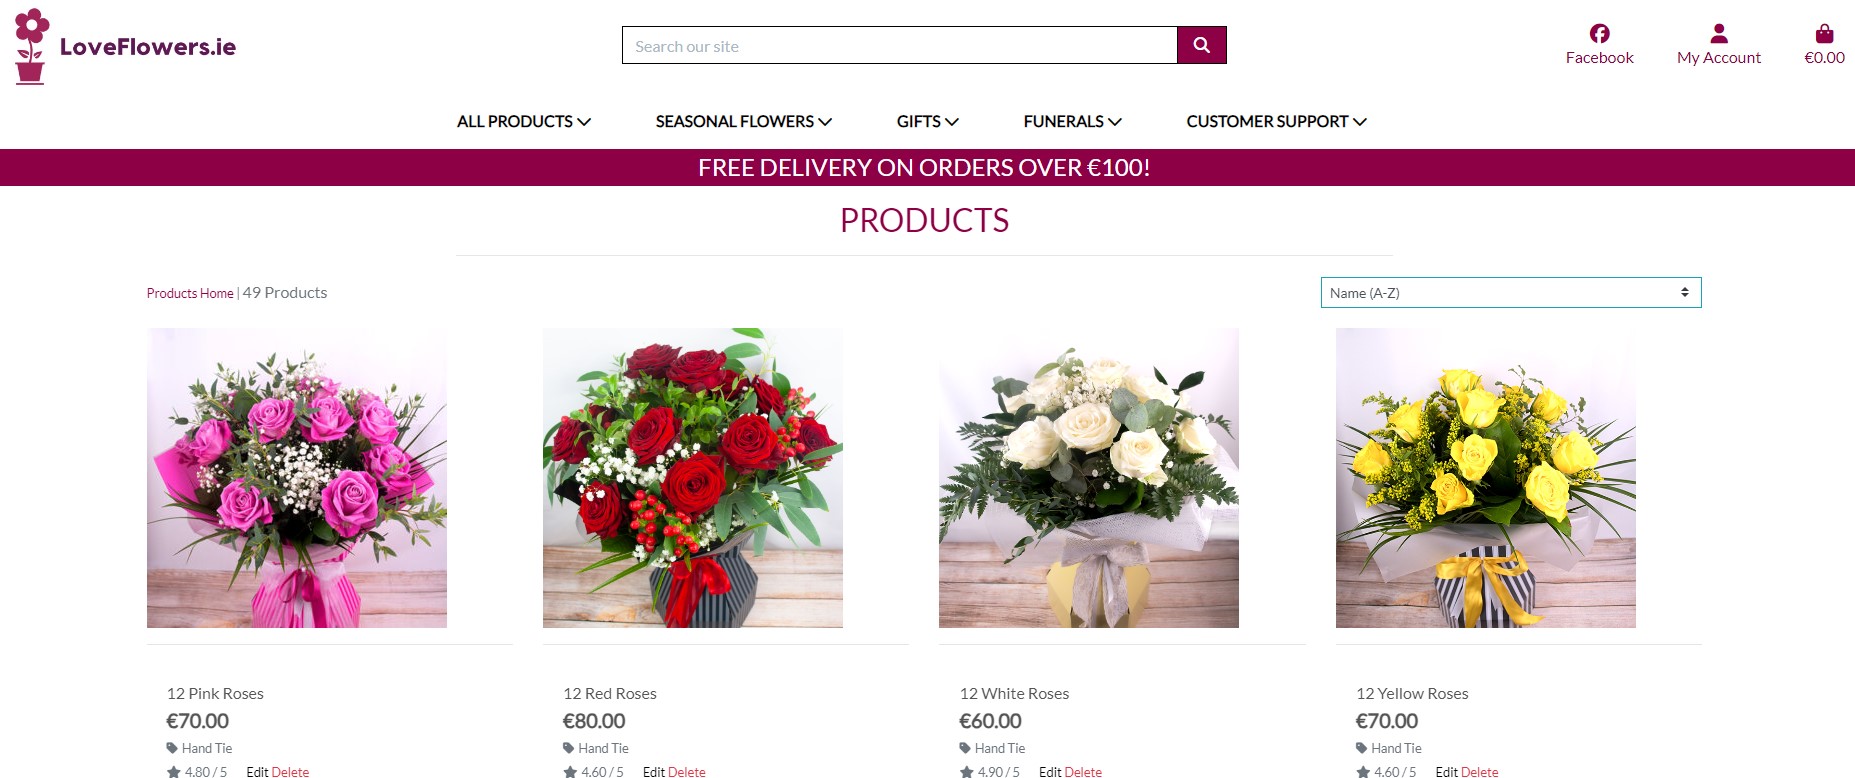 LoveFlowers.ie
Search our site
Facebook
My Account
€0.00
ALL PRODUCTS
SEASONAL FLOWERS
GIFTS
FUNERALS
CUSTOMER SUPPORT
FREE DELIVERY ON ORDERS OVER €100!
PRODUCTS
Products Home | 49 Products
Name (A-Z)
12 Pink Roses
€70.00
Hand Tie
4.80 / 5 Edit Delete
12 Red Roses
€80.00
Hand Tie
4.60 / 5 Edit Delete
12 White Roses
€60.00
Hand Tie
4.90 / 5 Edit Delete
12 Yellow Roses
€70.00
Hand Tie
4.60 / 5 Edit Delete